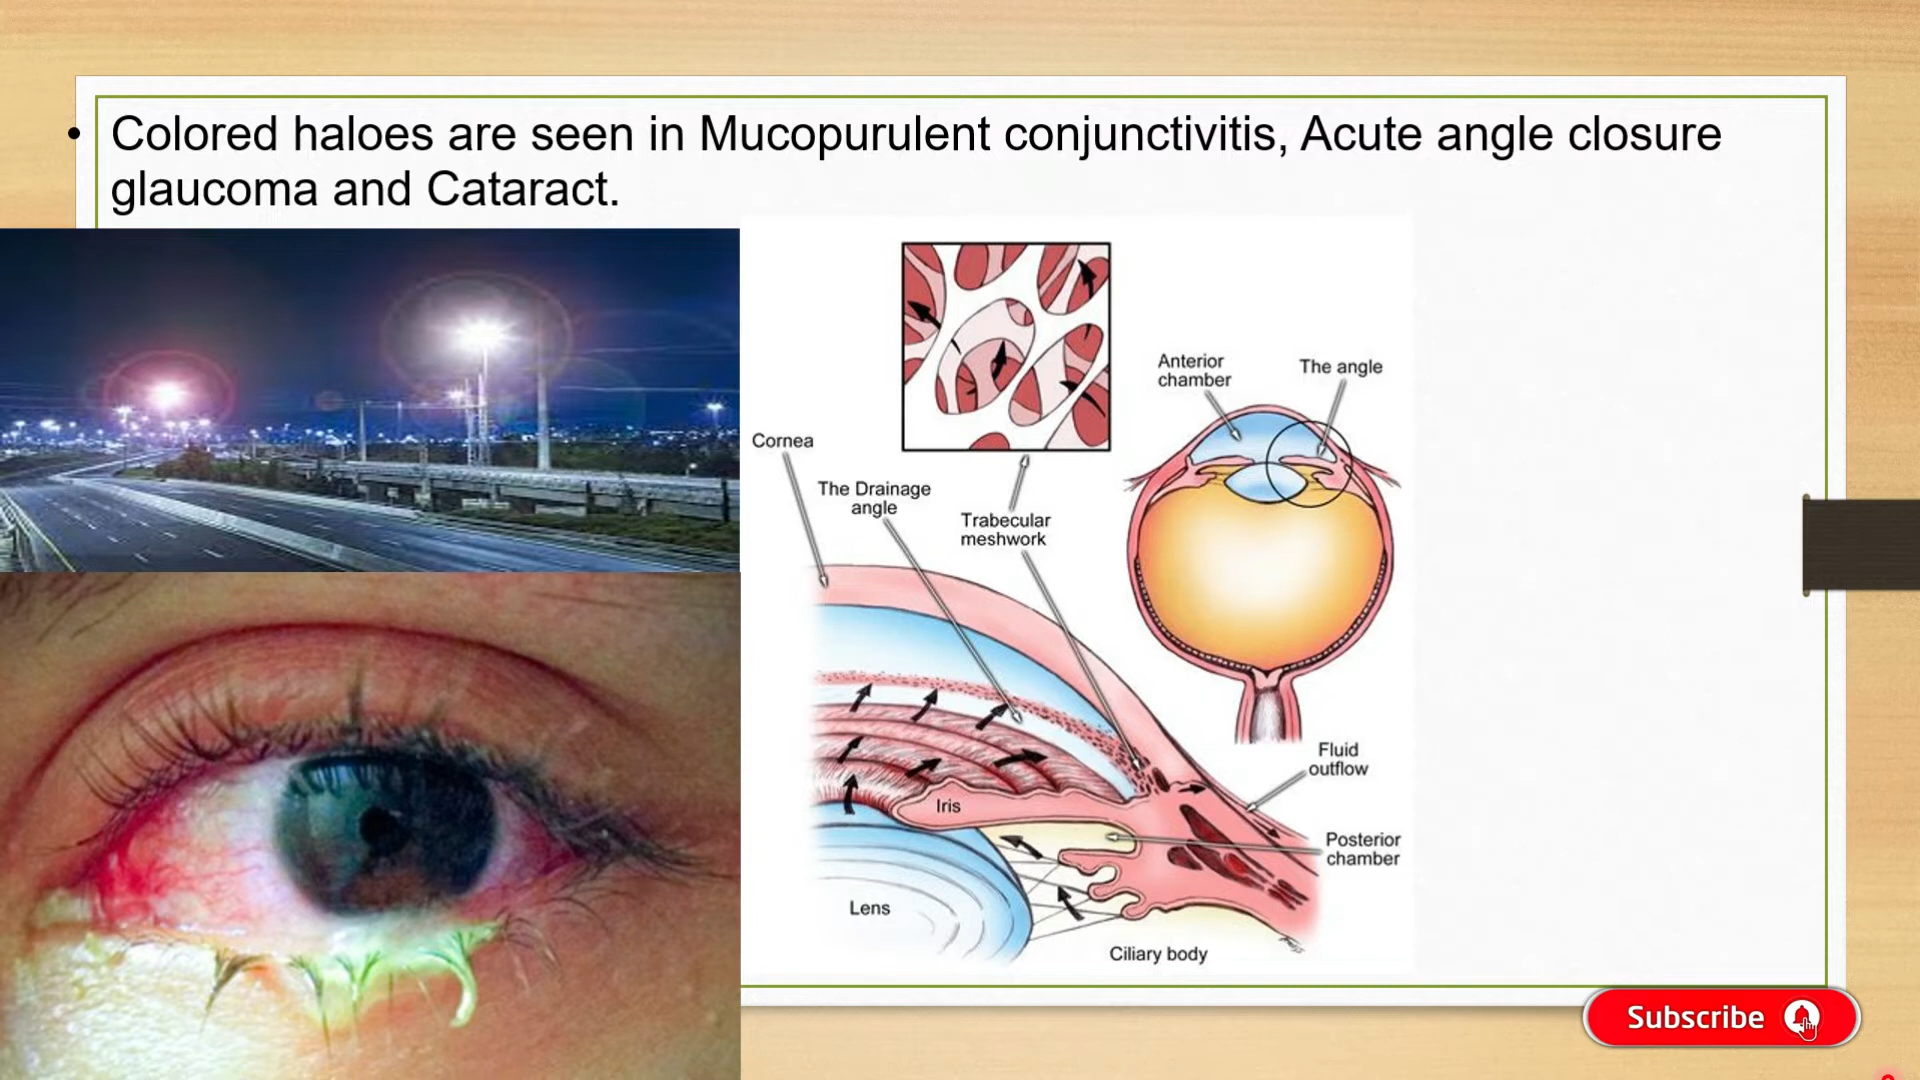 • Colored haloes are seen in Mucopurulent conjunctivitis, Acute angle closure
glaucoma and Cataract.
Anterior
chamber
The angle
Cornea
The Drainage
angle
Trabecular
meshwork
Fluid
outflow
Iris
Posterior
chamber
Lens
Ciliary body
Subscribe